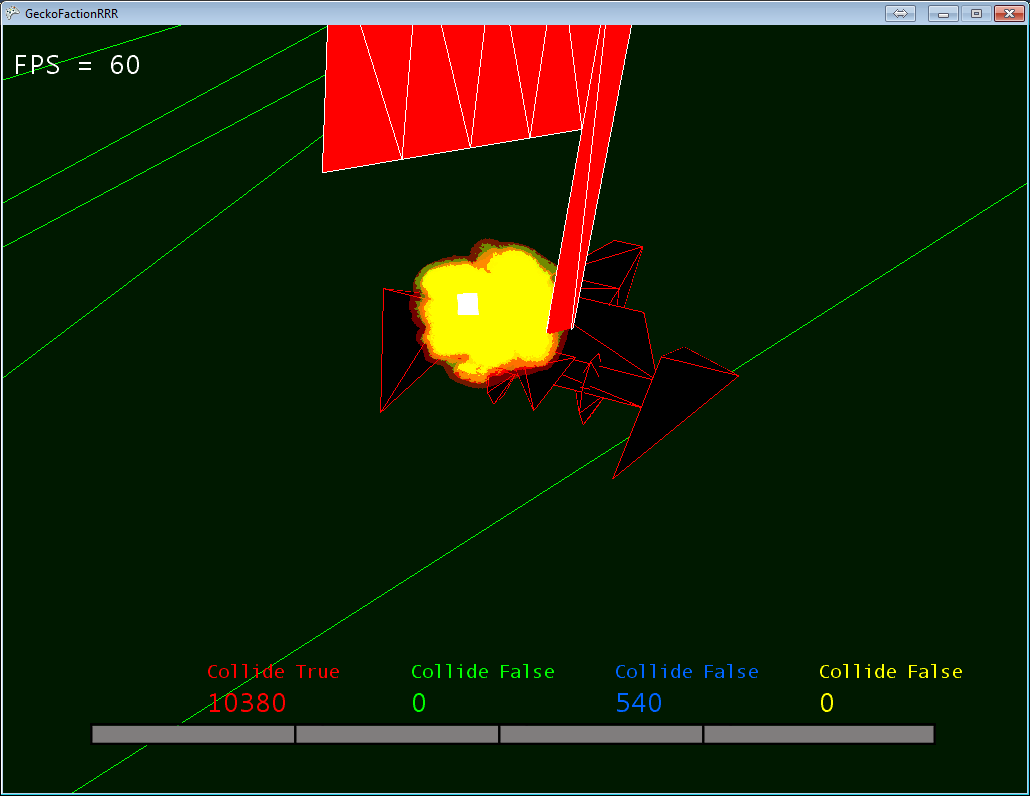 GeckoFactionRRR
FPS = 60
Collide True
Collide False
Collide False
Collide False
10380
0
540
0